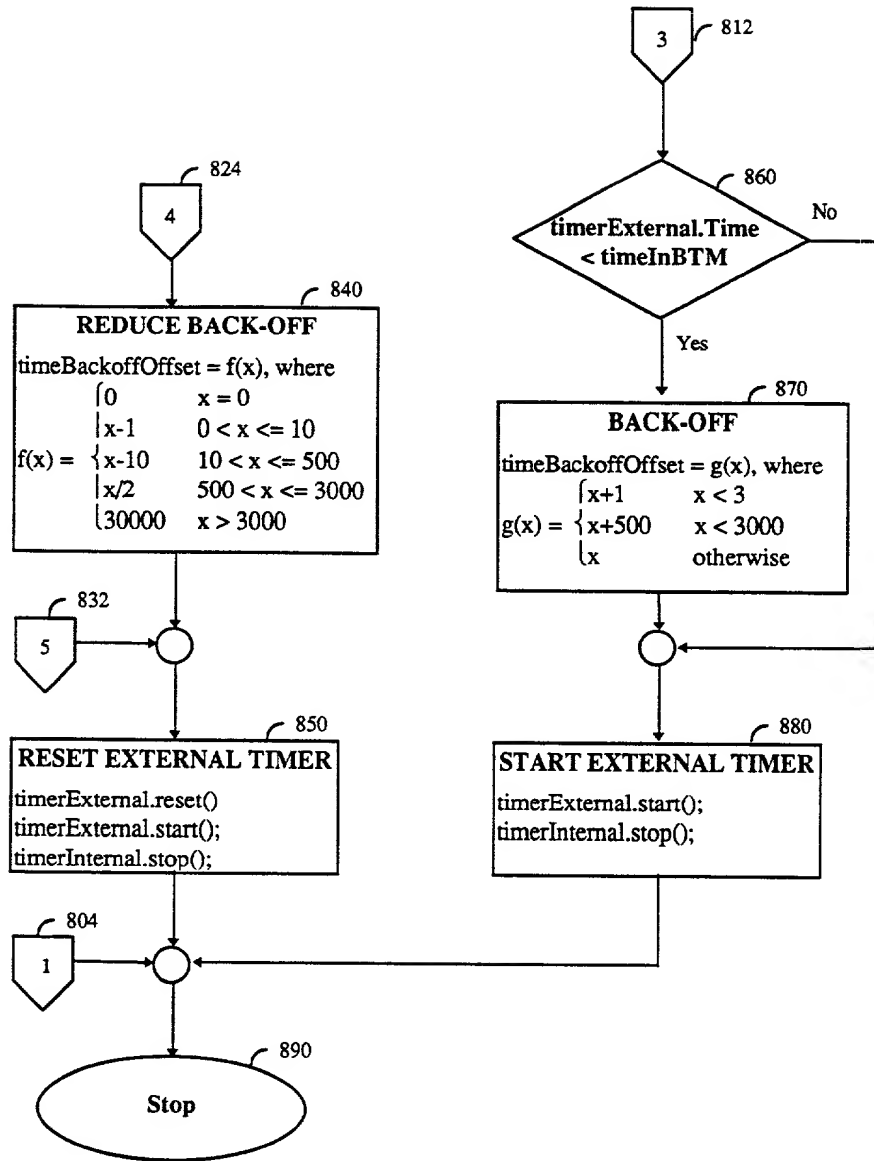 824
4
840
REDUCE BACK-OFF
timeBackoffOffset = f(x), where
0 x = 0
x-1 0 < x <= 10
f(x) = { x-10 10 < x <= 500
x/2 500 < x <= 3000
30000 x > 3000
832
5
850
RESET EXTERNAL TIMER
timerExternal.reset()
timerExternal.start();
timerInternal.stop();
804
1
890
Stop
812
3
860
timerExternal.Time
< timeInBTM
No
Yes
870
BACK-OFF
timeBackoffOffset = g(x), where
x+1 x < 3
g(x) = { x+500 x < 3000
x otherwise
880
START EXTERNAL TIMER
timerExternal.start();
timerInternal.stop();